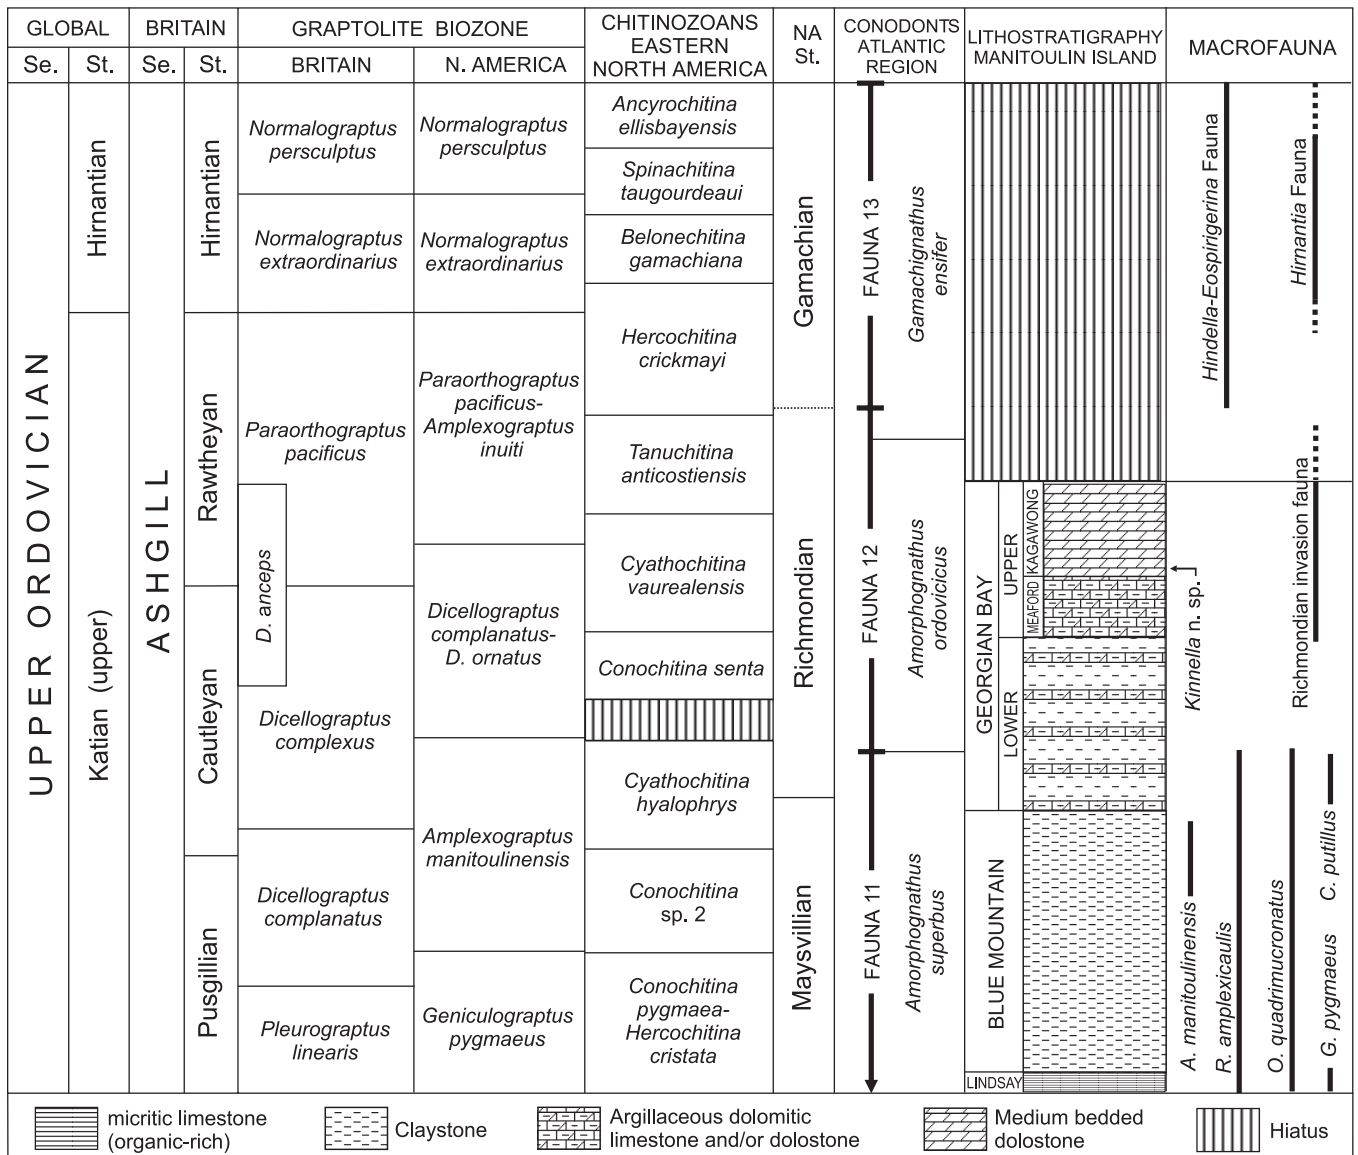 GLOBAL
BRITAIN
GRAPTOLITE BIOZONE
CHITINOZOANS
EASTERN
NORTH AMERICA
NA
St.
CONODONTS
ATLANTIC
REGION
LITHOSTRATIGRAPHY
MANITOULIN ISLAND
MACROFAUNA
Se.
St.
Se.
St.
BRITAIN
N. AMERICA
UPPER ORDOVICIAN
Hirnantian
Katian (upper)
ASHGILL
Hirnantian
Rawtheyan
Cautleyan
Pusgillian
Normalograptus
persculptus
Normalograptus
extraordinarius
Paraorthograptus
pacificus
D. anceps
Dicellograptus
complexus
Dicellograptus
complanatus
Pleurograptus
linearis
Normalograptus
persculptus
Normalograptus
extraordinarius
Paraorthograptus
pacificus-
Amplexograptus
inuiti
Dicellograptus
complanatus-
D. ornatus
Amplexograptus
manitoulinensis
Geniculograptus
pygmaeus
Ancyrochitina
ellisbayensis
Spinachitina
taugourdeaui
Belonechitina
gamachiana
Hercochitina
crickmayi
Tanuchitina
anticostiensis
Cyathochitina
vaurealensis
Conochitina senta
Cyathochitina
hyalophrys
Conochitina
sp. 2
Conochitina
pygmaea-
Hercochitina
cristata
Gamachian
Richmondian
Maysvillian
FAUNA 13
FAUNA 12
FAUNA 11
Gamachignathus
ensifer
Amorphognathus
ordovicicus
Amorphognathus
superbus
GEORGIAN BAY
UPPER
LOWER
KAGAWONG
MEAFORD
BLUE MOUNTAIN
LINDSAY
Hindella-Eospirigerina Fauna
Hirnantia Fauna
Kinnella n. sp.
Richmondian invasion fauna
A. manitoulinensis
R. amplexicaulis
O. quadrimucronatus
C. putillus
G. pygmaeus
micritic limestone
(organic-rich)
Claystone
Argillaceous dolomitic
limestone and/or dolostone
Medium bedded
dolostone
Hiatus